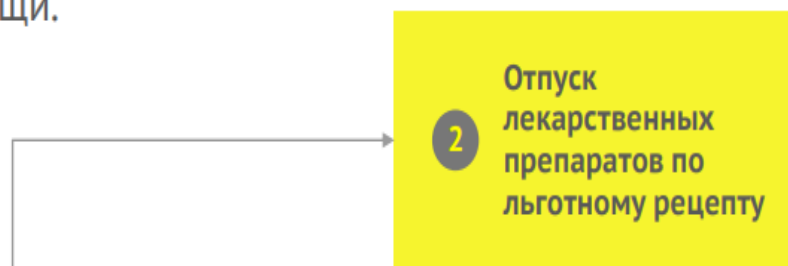 щи.
Отпуск
лекарственных
2
препаратов по
льготному рецепту